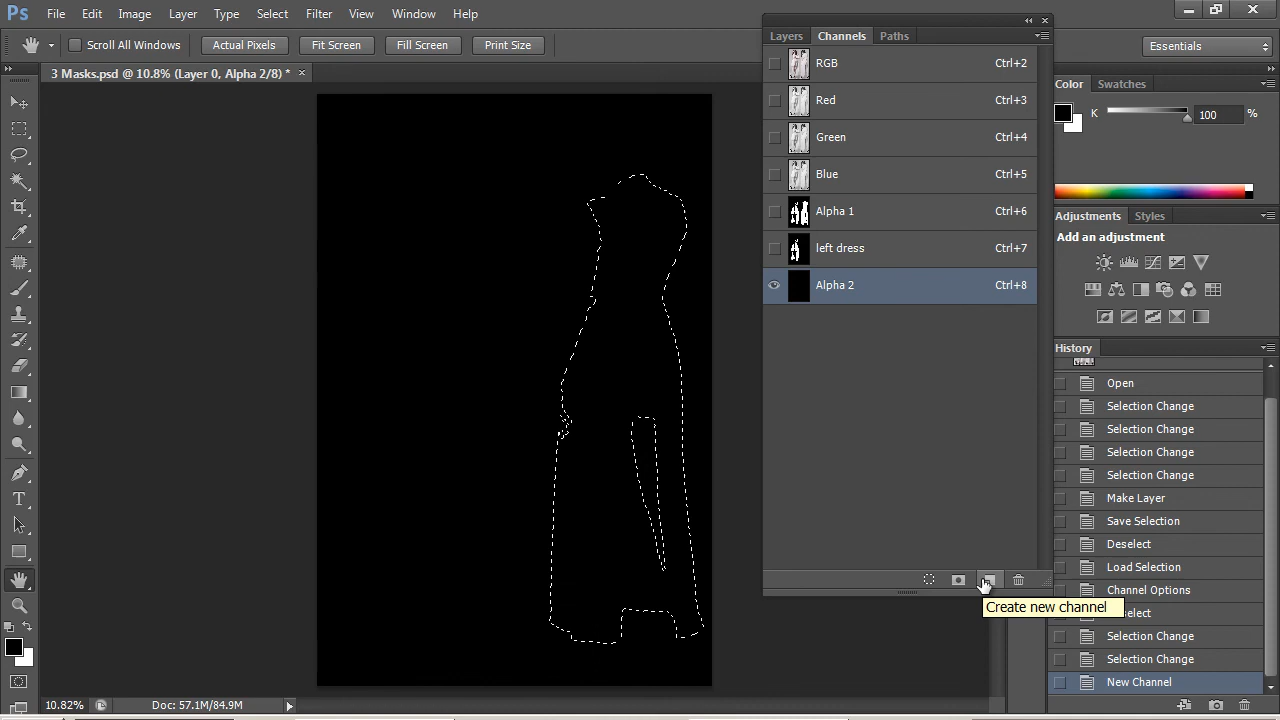 Ps File Edit Image Layer Type Select Filter View Window Help
Scroll All Windows Actual Pixels Fit Screen Fill Screen Print Size
Essentials
3 Masks.psd @ 10.8% (Layer 0, Alpha 2/8) * ×
Layers Channels Paths
RGB Ctrl+2
Red Ctrl+3
Green Ctrl+4
Blue Ctrl+5
Alpha 1 Ctrl+6
left dress Ctrl+7
Alpha 2 Ctrl+8
Create new channel
Color Swatches
K 100 %
Adjustments Styles
Add an adjustment
History
Open
Selection Change
Selection Change
Selection Change
Selection Change
Make Layer
Save Selection
Deselect
Load Selection
Channel Options
elect
Selection Change
Selection Change
New Channel
10.82% Doc: 57.1M/84.9M